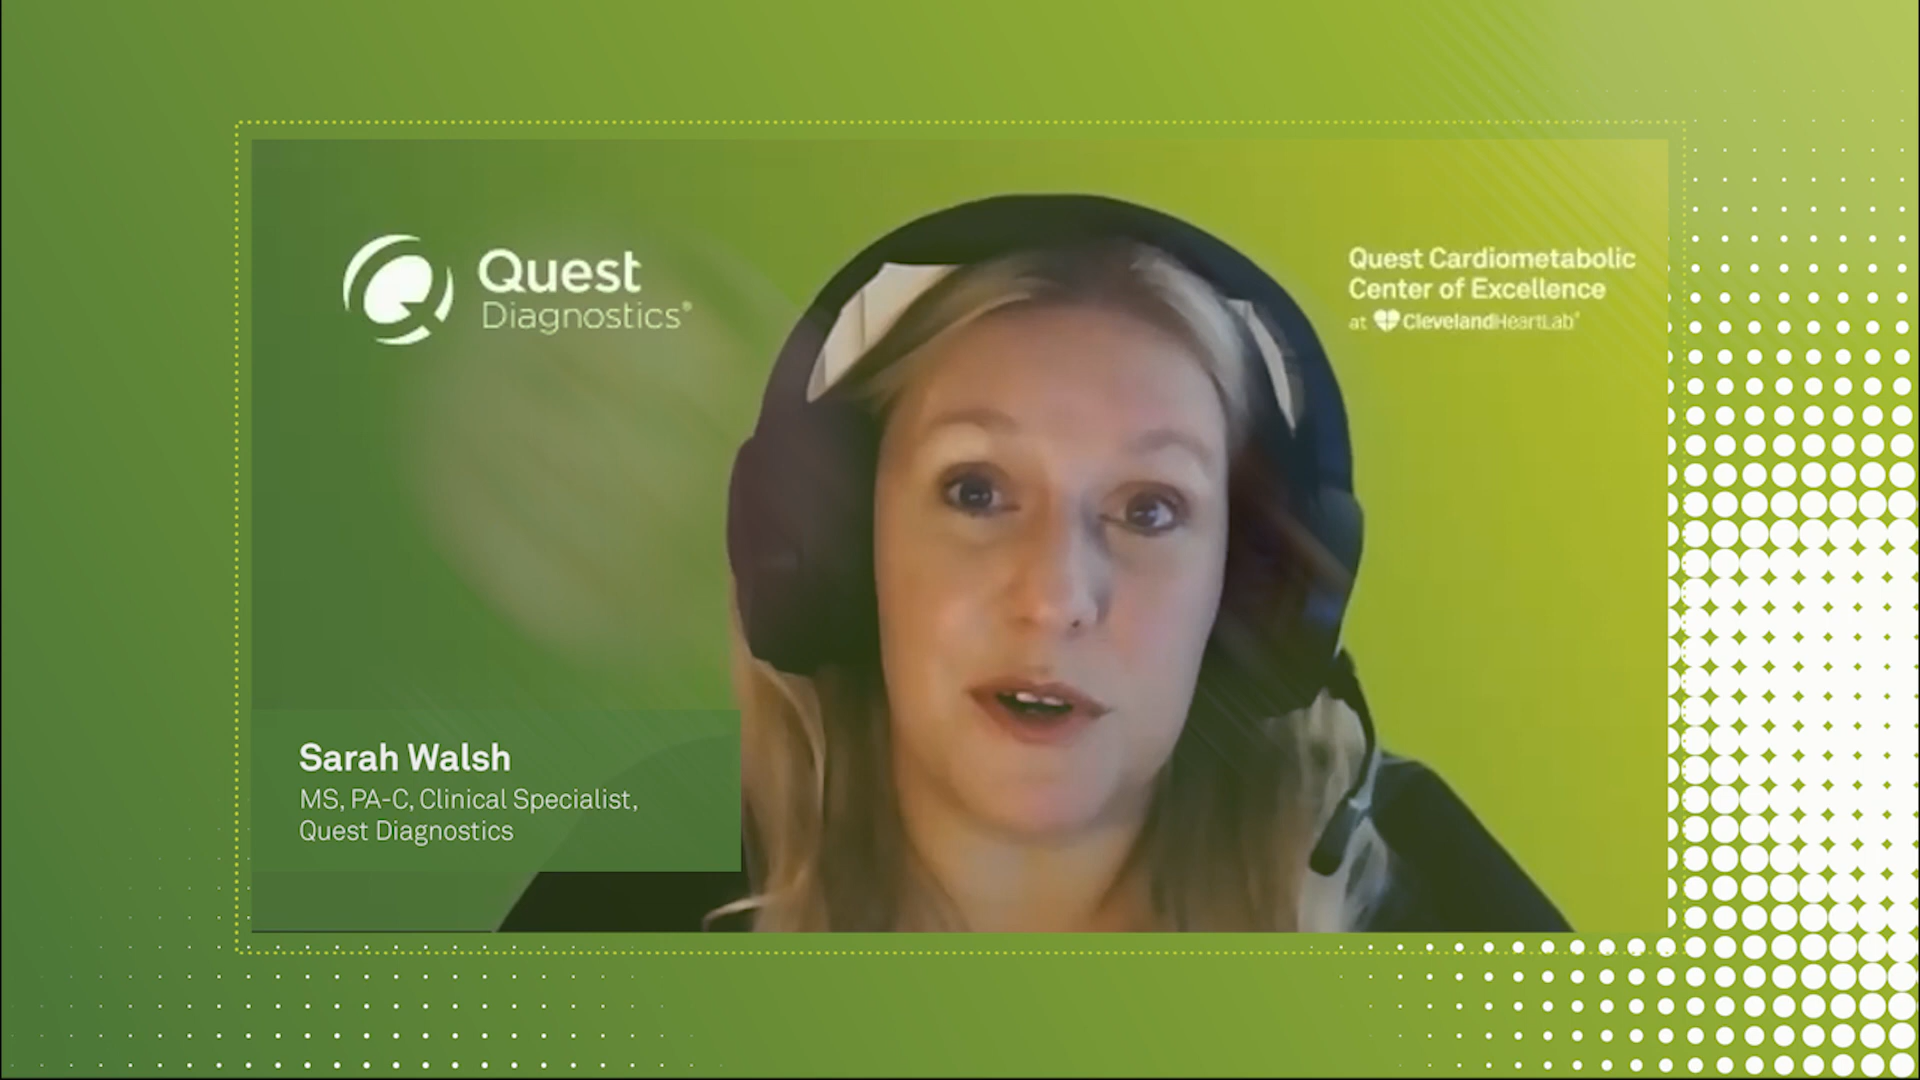 Quest
Diagnostics®
Quest Cardiometabolic
Center of Excellence
at ClevelandHeartLab®
Sarah Walsh
MS, PA-C, Clinical Specialist,
Quest Diagnostics